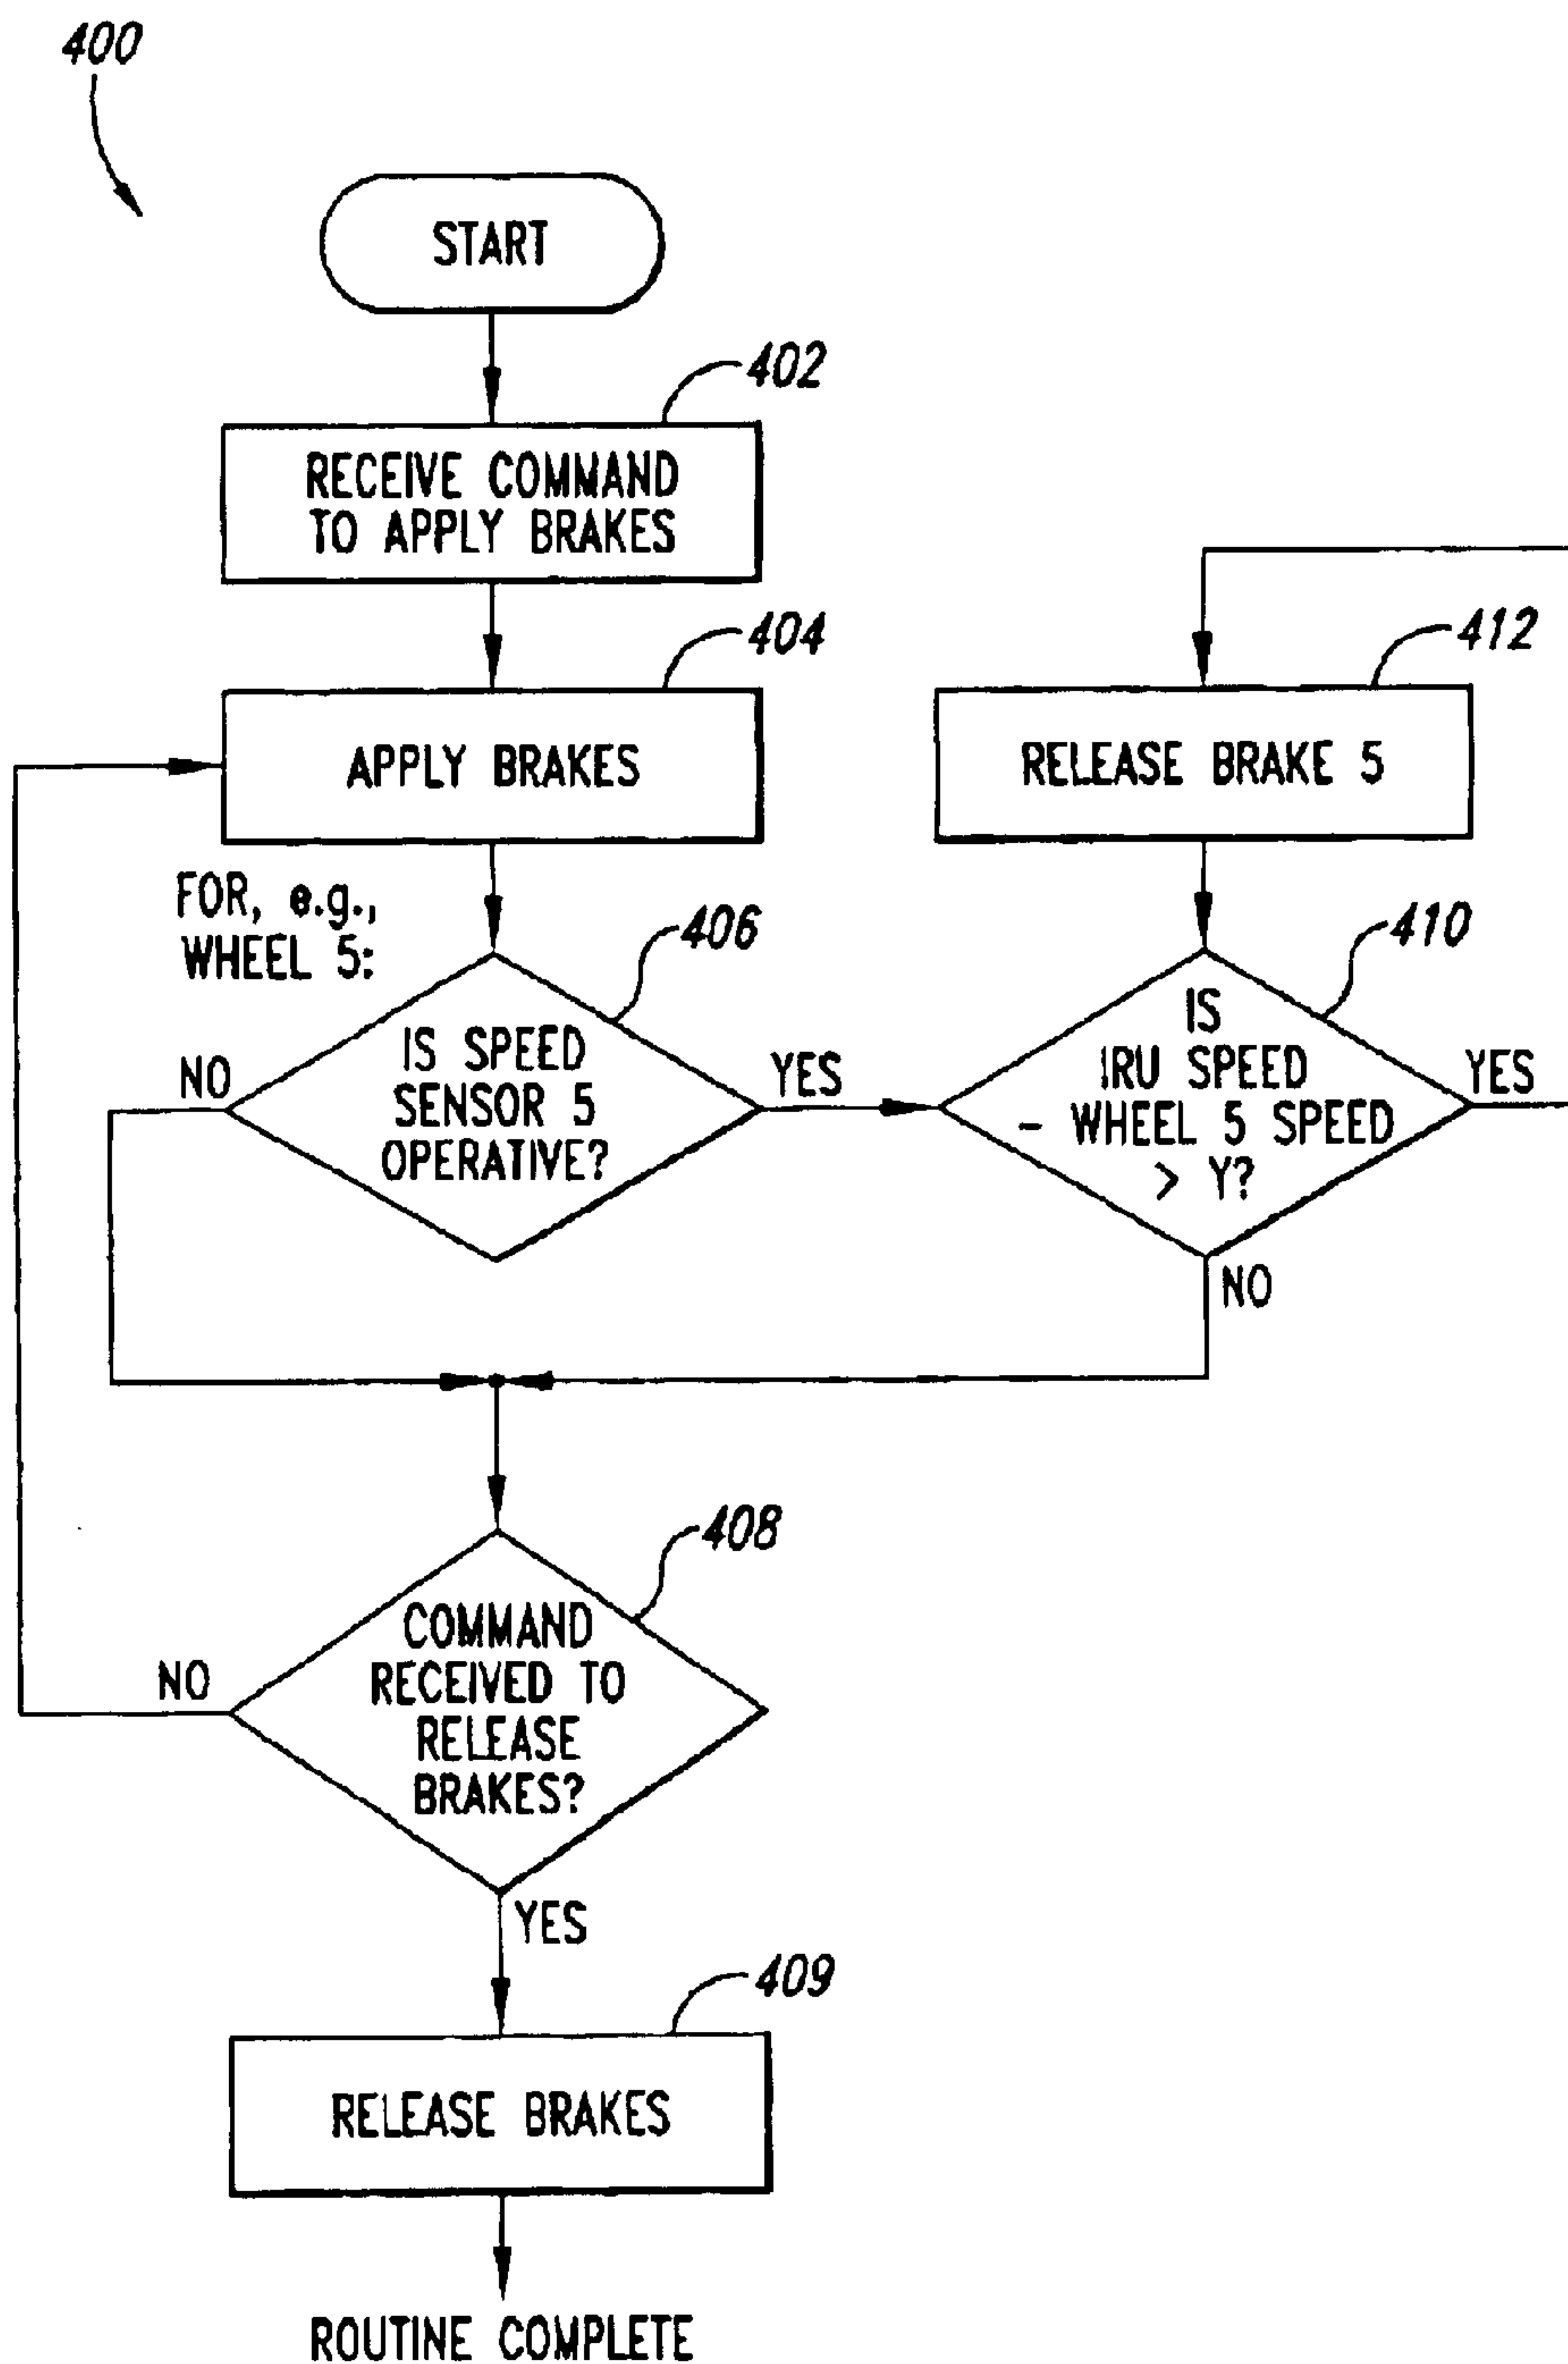 400
START
402
RECEIVE COMMAND
TO APPLY BRAKES
404
APPLY BRAKES
412
RELEASE BRAKE 5
FOR, e.g.,
WHEEL 5:
406
IS SPEED
SENSOR 5
OPERATIVE?
NO
YES
410
IS
IRU SPEED
- WHEEL 5 SPEED
> Y?
YES
NO
408
COMMAND
RECEIVED TO
RELEASE
BRAKES?
NO
YES
409
RELEASE BRAKES
ROUTINE COMPLETE